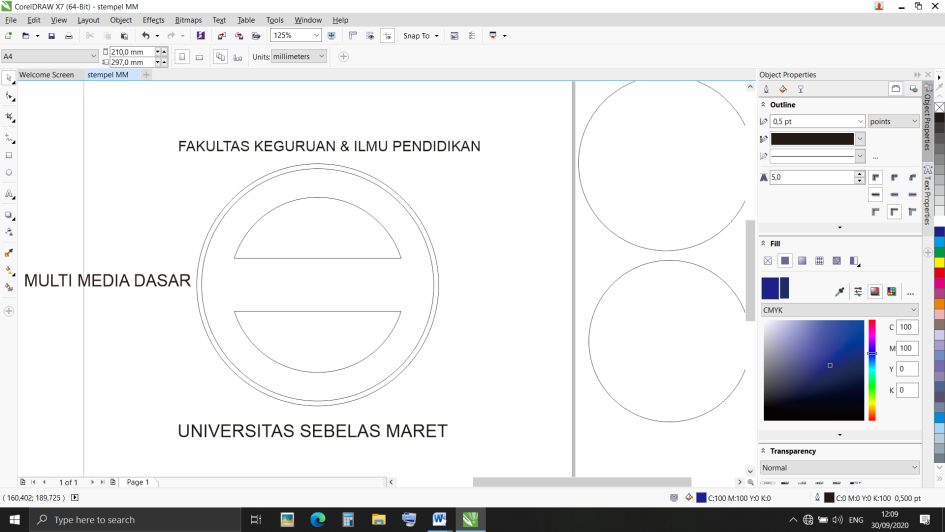 CorelDRAW X7 (64-Bit) - stempel MM
File Edit View Layout Object Effects Bitmaps Text Table Tools Window Help
125% Snap To
A4 210,0 mm 297,0 mm Units: millimeters
Welcome Screen stempel MM
Object Properties
Outline
0,5 pt points
...
5,0
Fill
...
CMYK
C 100
M 100
Y 0
K 0
Transparency
Normal
Object Properties
Text Properties
FAKULTAS KEGURUAN & ILMU PENDIDIKAN
MULTI MEDIA DASAR
UNIVERSITAS SEBELAS MARET
1 of 1 Page 1
( 160,402; 189,725 ) C:100 M:100 Y:0 K:0 C:0 M:0 Y:0 K:100 0,500 pt
Type here to search
ENG 12:09
30/09/2020